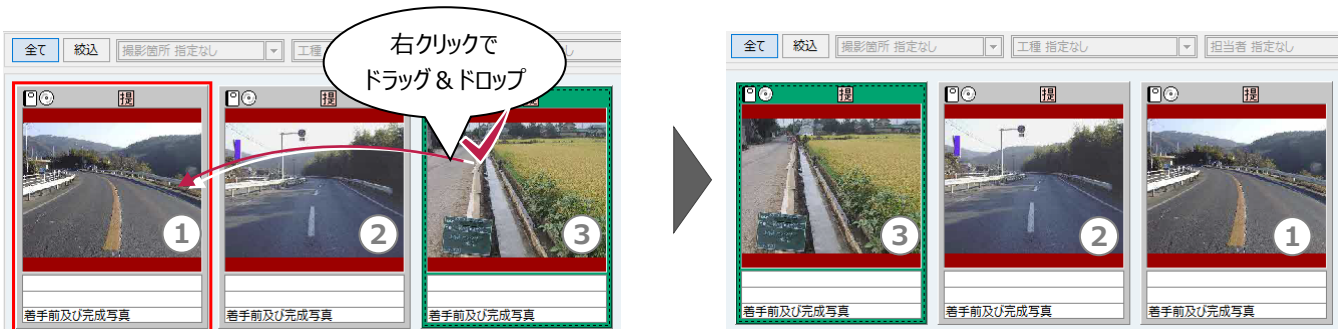 全て 絞込 撮影箇所 指定なし 工種
右クリックで
ドラッグ＆ドロップ
提 提
1 2 3
着手前及び完成写真 着手前及び完成写真 着手前及び完成写真
全て 絞込 撮影箇所 指定なし 工種 指定なし 担当者 指定なし
提 提 提
3 2 1
着手前及び完成写真 着手前及び完成写真 着手前及び完成写真